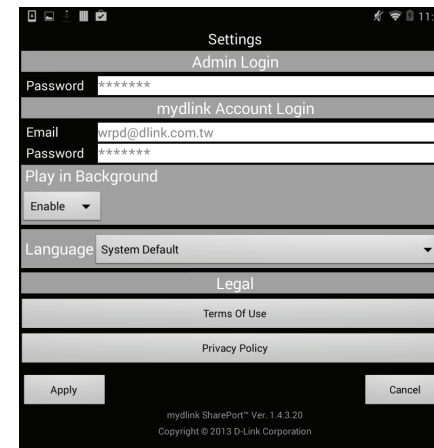 11:
Settings
Admin Login
Password *******
mydlink Account Login
Email wrpd@dlink.com.tw
Password *******
Play in Background
Enable
Language System Default
Legal
Terms Of Use
Privacy Policy
Apply Cancel
mydlink SharePort™ Ver. 1.4.3.20
Copyright © 2013 D-Link Corporation